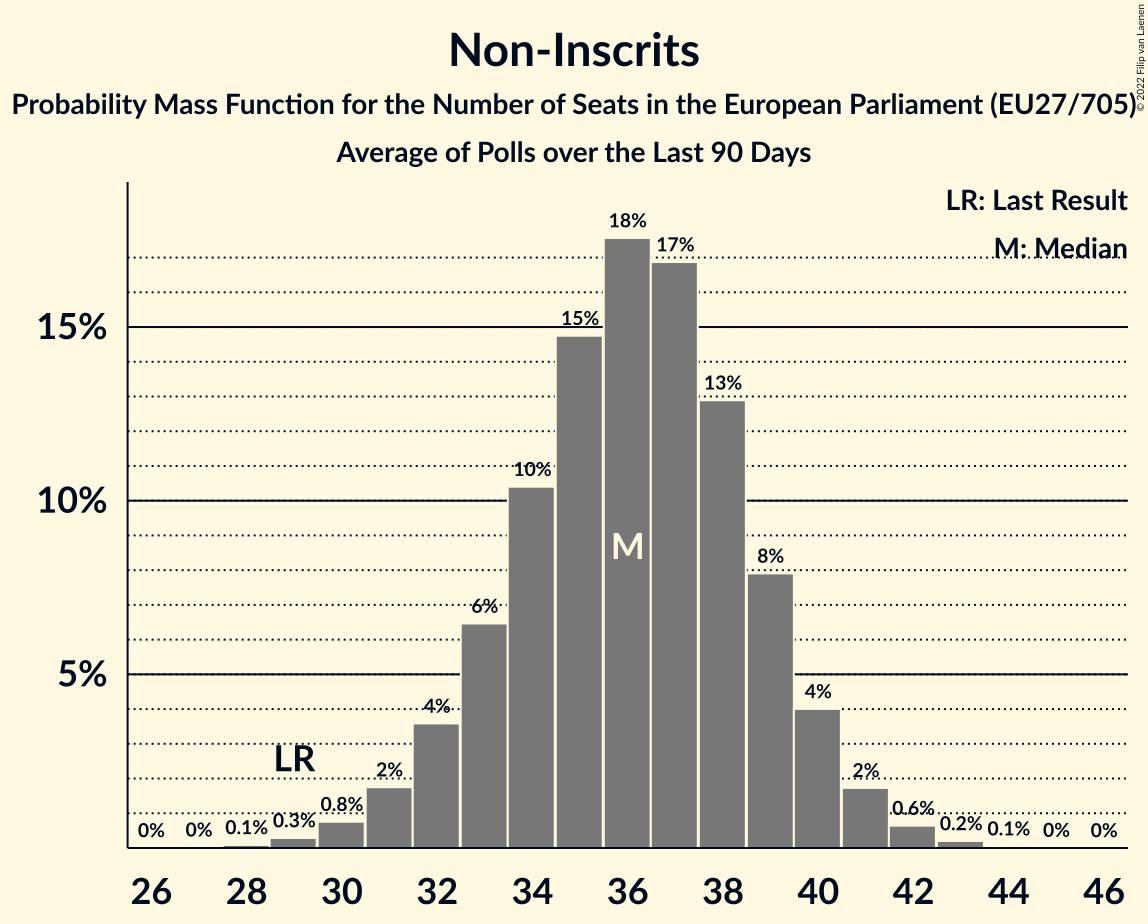 Non-Inscrits
Probability Mass Function for the Number of Seats in the European Parliament (EU27/705)
Average of Polls over the Last 90 Days
© 2022 Filip van Laenen
LR: Last Result
M: Median
15%
10%
5%
0%
0%
0.1%
0.3%
0.8%
2%
4%
6%
10%
15%
18%
17%
13%
8%
4%
2%
0.6%
0.2%
0.1%
0%
0%
LR
M
26 28 30 32 34 36 38 40 42 44 46